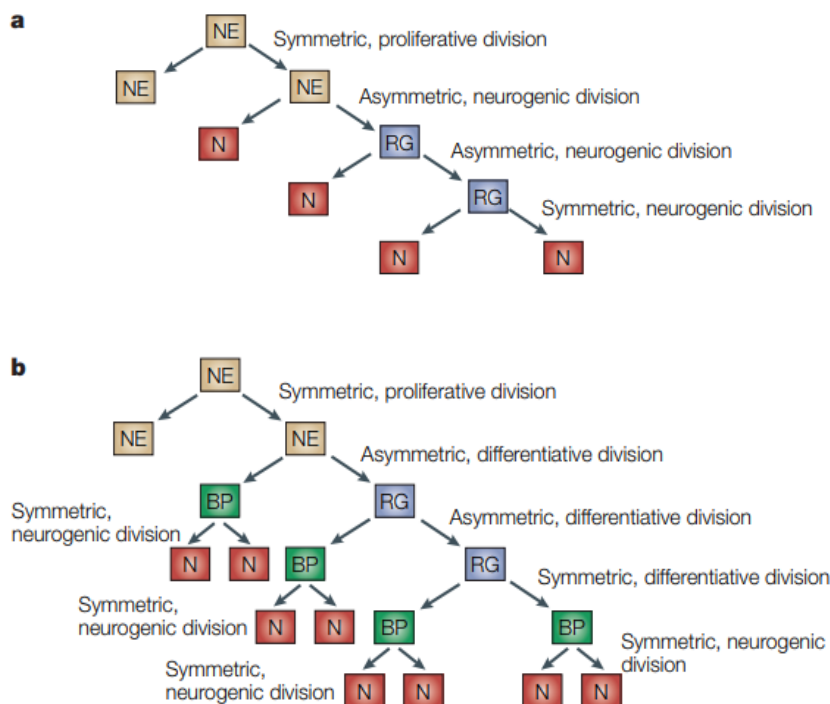 a
NE
Symmetric, proliferative division
NE
NE
Asymmetric, neurogenic division
N
RG
Asymmetric, neurogenic division
N
RG
Symmetric, neurogenic division
N
N
b
NE
Symmetric, proliferative division
NE
NE
Asymmetric, differentiative division
BP
RG
Symmetric,
neurogenic division
Asymmetric, differentiative division
N
N
BP
RG
Symmetric, differentiative division
Symmetric,
neurogenic division
N
N
BP
BP
Symmetric, neurogenic
division
Symmetric,
neurogenic division
N
N
N
N